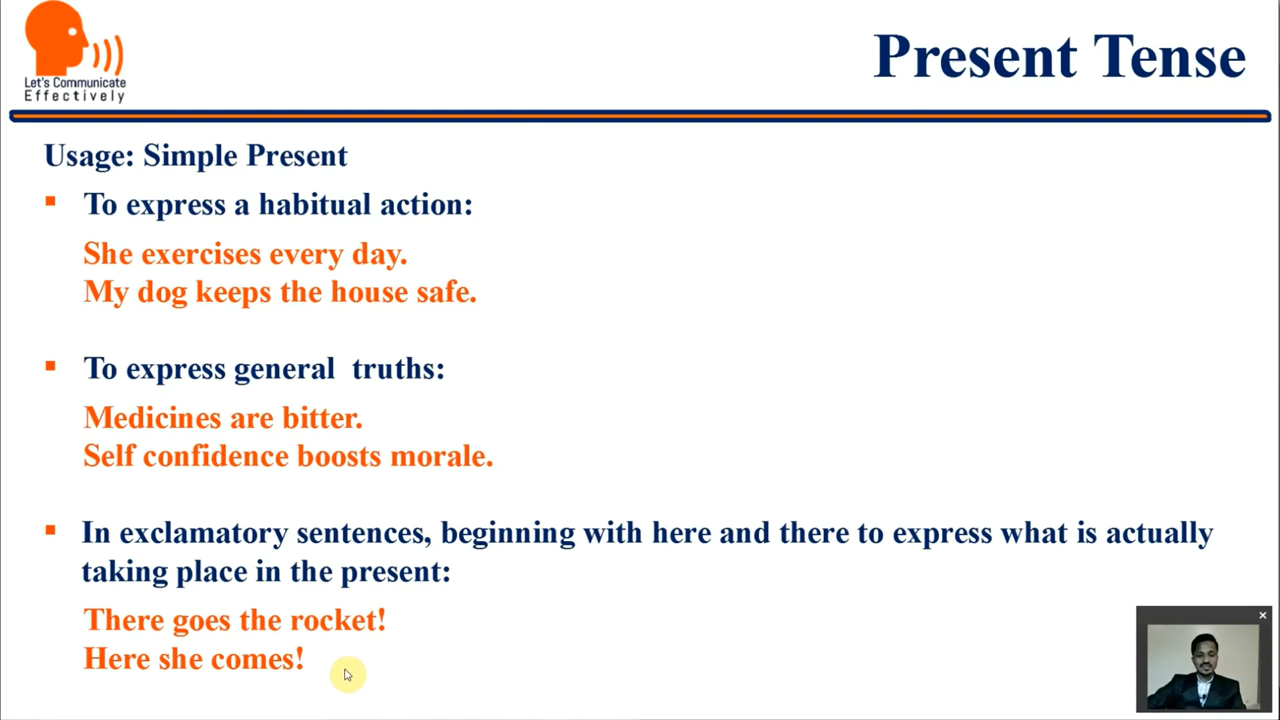 Let's Communicate
Effectively
Present Tense
Usage: Simple Present
To express a habitual action:
She exercises every day.
My dog keeps the house safe.
To express general truths:
Medicines are bitter.
Self confidence boosts morale.
In exclamatory sentences, beginning with here and there to express what is actually
taking place in the present:
There goes the rocket!
Here she comes!